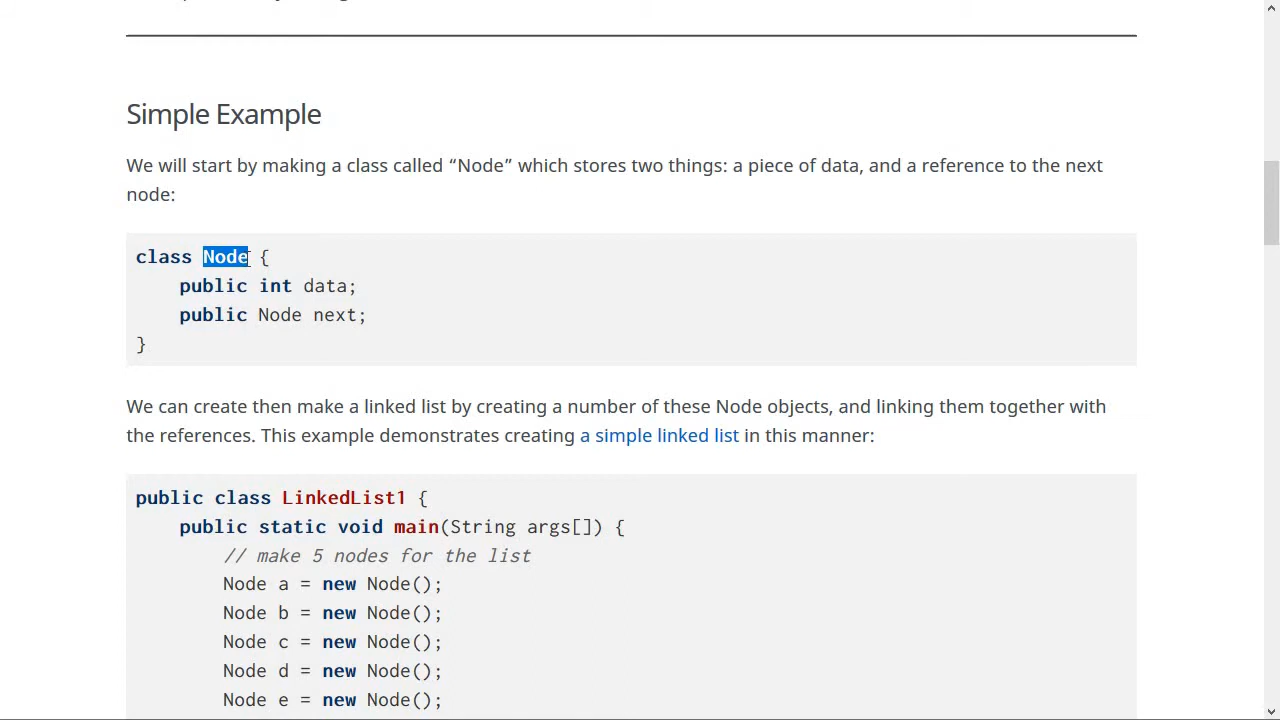 Simple Example
We will start by making a class called “Node” which stores two things: a piece of data, and a reference to the next
node:
class Node {
    public int data;
    public Node next;
}
We can create then make a linked list by creating a number of these Node objects, and linking them together with
the references. This example demonstrates creating a simple linked list in this manner:
public class LinkedList1 {
    public static void main(String args[]) {
        // make 5 nodes for the list
        Node a = new Node();
        Node b = new Node();
        Node c = new Node();
        Node d = new Node();
        Node e = new Node();